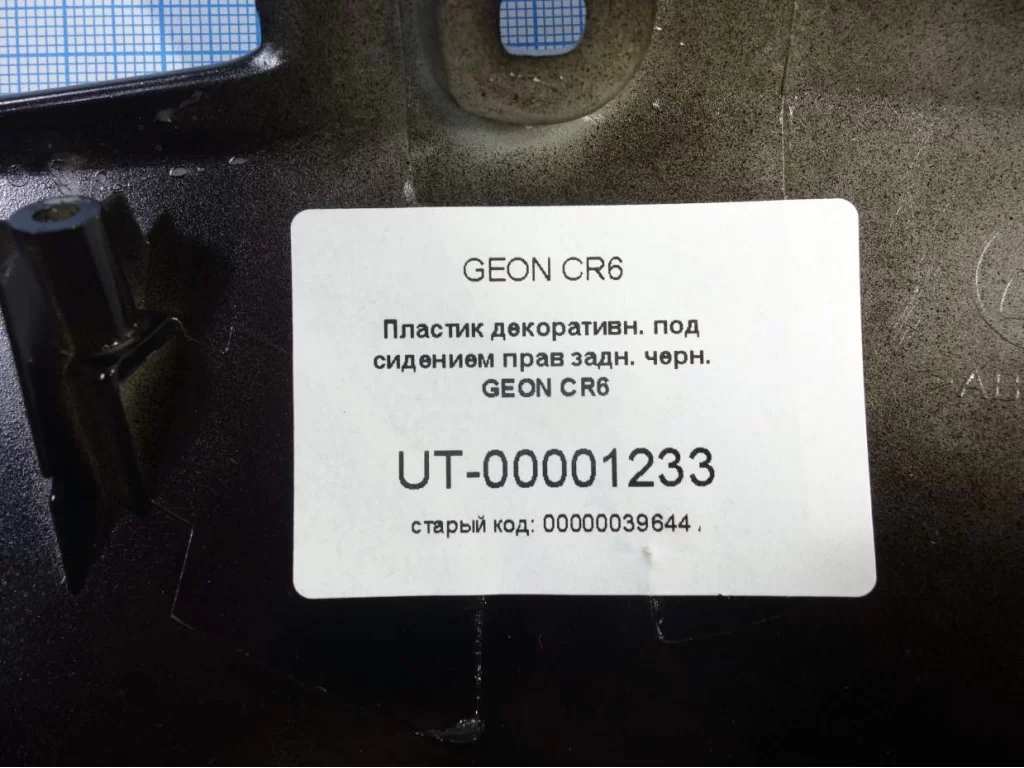 GEON CR6
Пластик декоративн. под
сидением прав задн. черн.
GEON CR6
UT-00001233
старый код: 00000039644 .